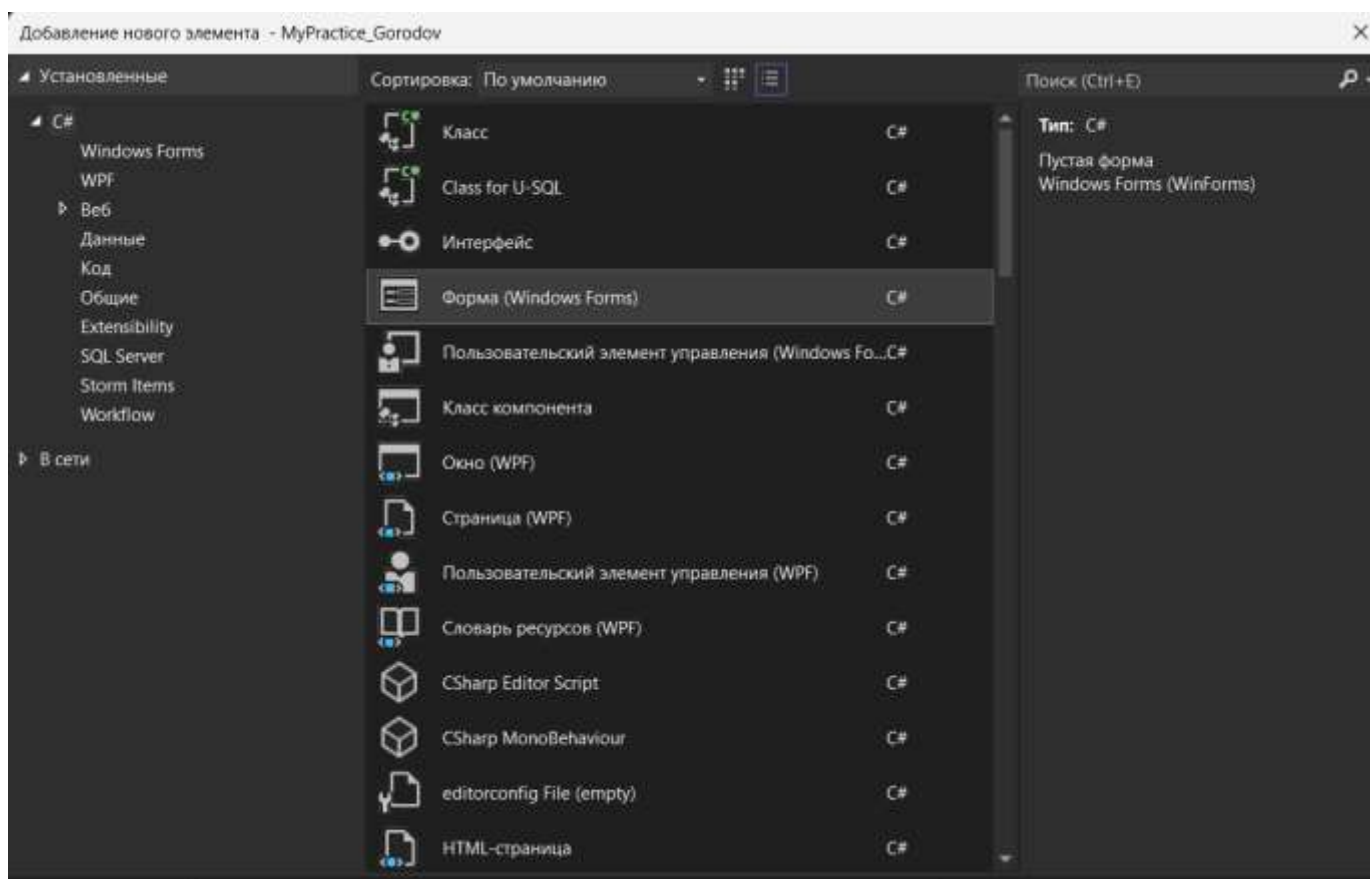 Добавление нового элемента - MyPractice_Gorodov
Установленные
C#
Windows Forms
WPF
Веб
Данные
Код
Общие
Extensibility
SQL Server
Storm Items
Workflow
В сети
Сортировка: По умолчанию
Класс C#
Class for U-SQL C#
Интерфейс C#
Форма (Windows Forms) C#
Пользовательский элемент управления (Windows Fo...C#
Класс компонента C#
Окно (WPF) C#
Страница (WPF) C#
Пользовательский элемент управления (WPF) C#
Словарь ресурсов (WPF) C#
CSharp Editor Script C#
CSharp MonoBehaviour C#
editorconfig File (empty) C#
HTML-страница C#
Поиск (Ctrl+E)
Тип: C#
Пустая форма
Windows Forms (WinForms)